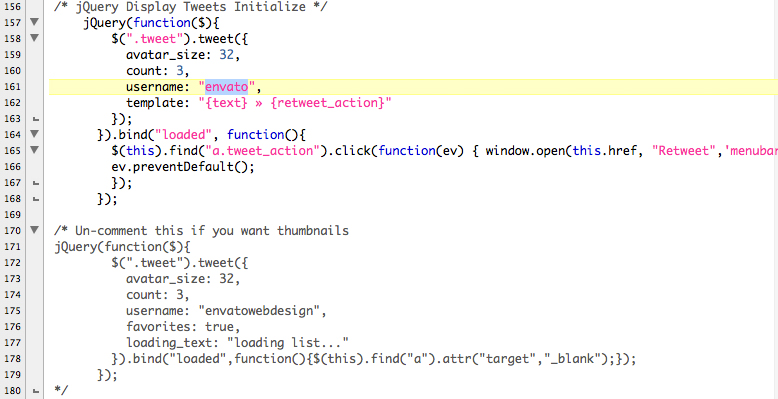 156 /* jQuery Display Tweets Initialize */
157 jQuery(function($){
158 $(".tweet").tweet({
159 avatar_size: 32,
160 count: 3,
161 username: "envato",
162 template: "{text} » {retweet_action}"
163 });
164 }).bind("loaded", function(){
165 $(this).find("a.tweet_action").click(function(ev) { window.open(this.href, "Retweet",'menubar
166 ev.preventDefault();
167 });
168 });
169
170 /* Un-comment this if you want thumbnails
171 jQuery(function($){
172 $(".tweet").tweet({
173 avatar_size: 32,
174 count: 3,
175 username: "envatowebdesign",
176 favorites: true,
177 loading_text: "loading list..."
178 }).bind("loaded",function(){$(this).find("a").attr("target","_blank");});
179 });
180 */